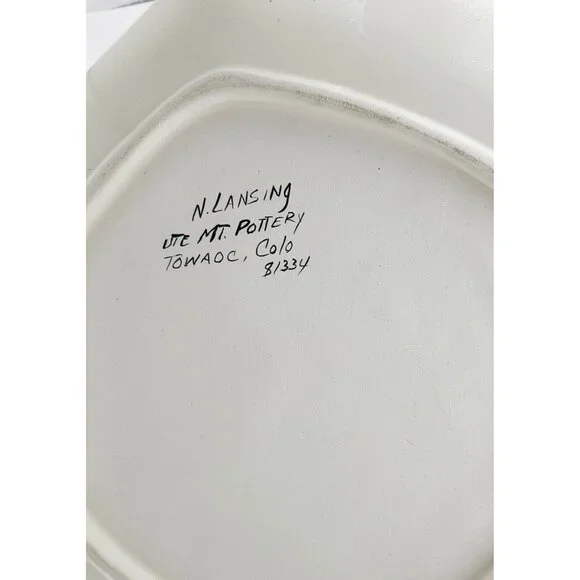 N. LANSINg
UTE MT. POTTERY
TOWAOC, Colo
81334